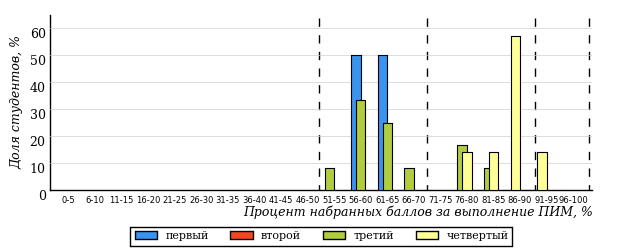 Доля студентов, %
60
50
40
30
20
10
0
0-5 6-10 11-15 16-20 21-25 26-30 31-35 36-40 41-45 46-50 51-55 56-60 61-65 66-70 71-75 76-80 81-85 86-90 91-95 96-100
Процент набранных баллов за выполнение ПИМ, %
первый второй третий четвертый